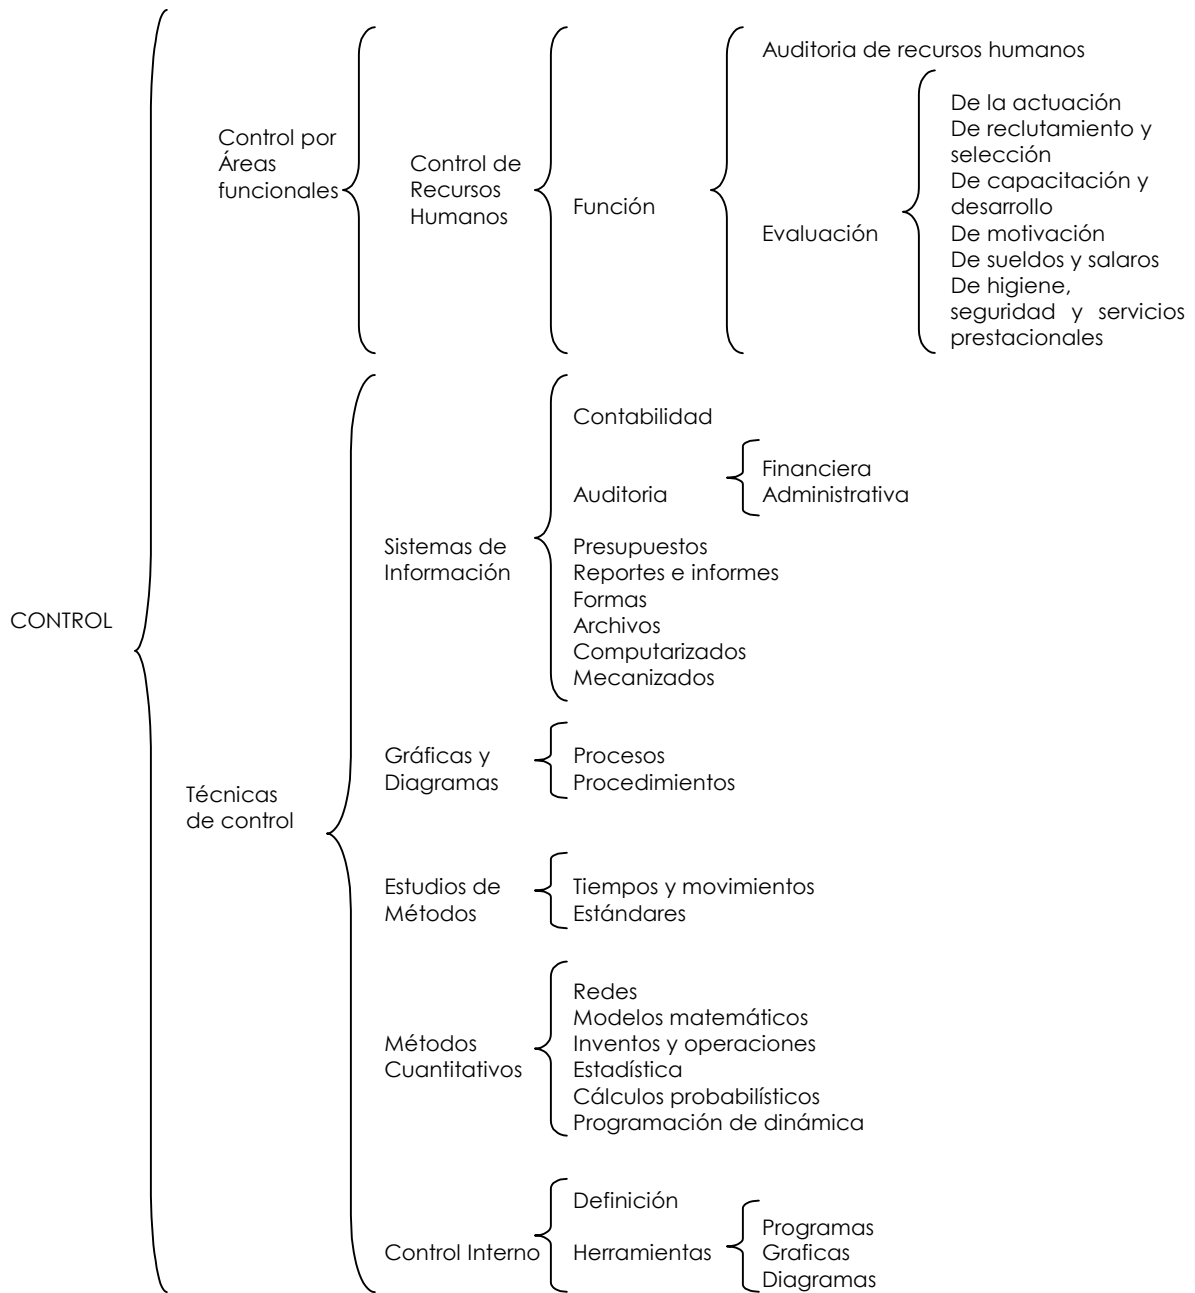 Auditoria de recursos humanos
De la actuación
De reclutamiento y
selección
De capacitación y
desarrollo
De motivación
De sueldos y salaros
De higiene,
seguridad y servicios
prestacionales
Control por
Áreas
funcionales
Control de
Recursos
Humanos
Función
Evaluación
Contabilidad
Financiera
Administrativa
Auditoria
Sistemas de
Información
Presupuestos
Reportes e informes
Formas
Archivos
Computarizados
Mecanizados
CONTROL
Gráficas y
Diagramas
Procesos
Procedimientos
Técnicas
de control
Estudios de
Métodos
Tiempos y movimientos
Estándares
Métodos
Cuantitativos
Redes
Modelos matemáticos
Inventos y operaciones
Estadística
Cálculos probabilísticos
Programación de dinámica
Control Interno
Definición
Herramientas
Programas
Graficas
Diagramas